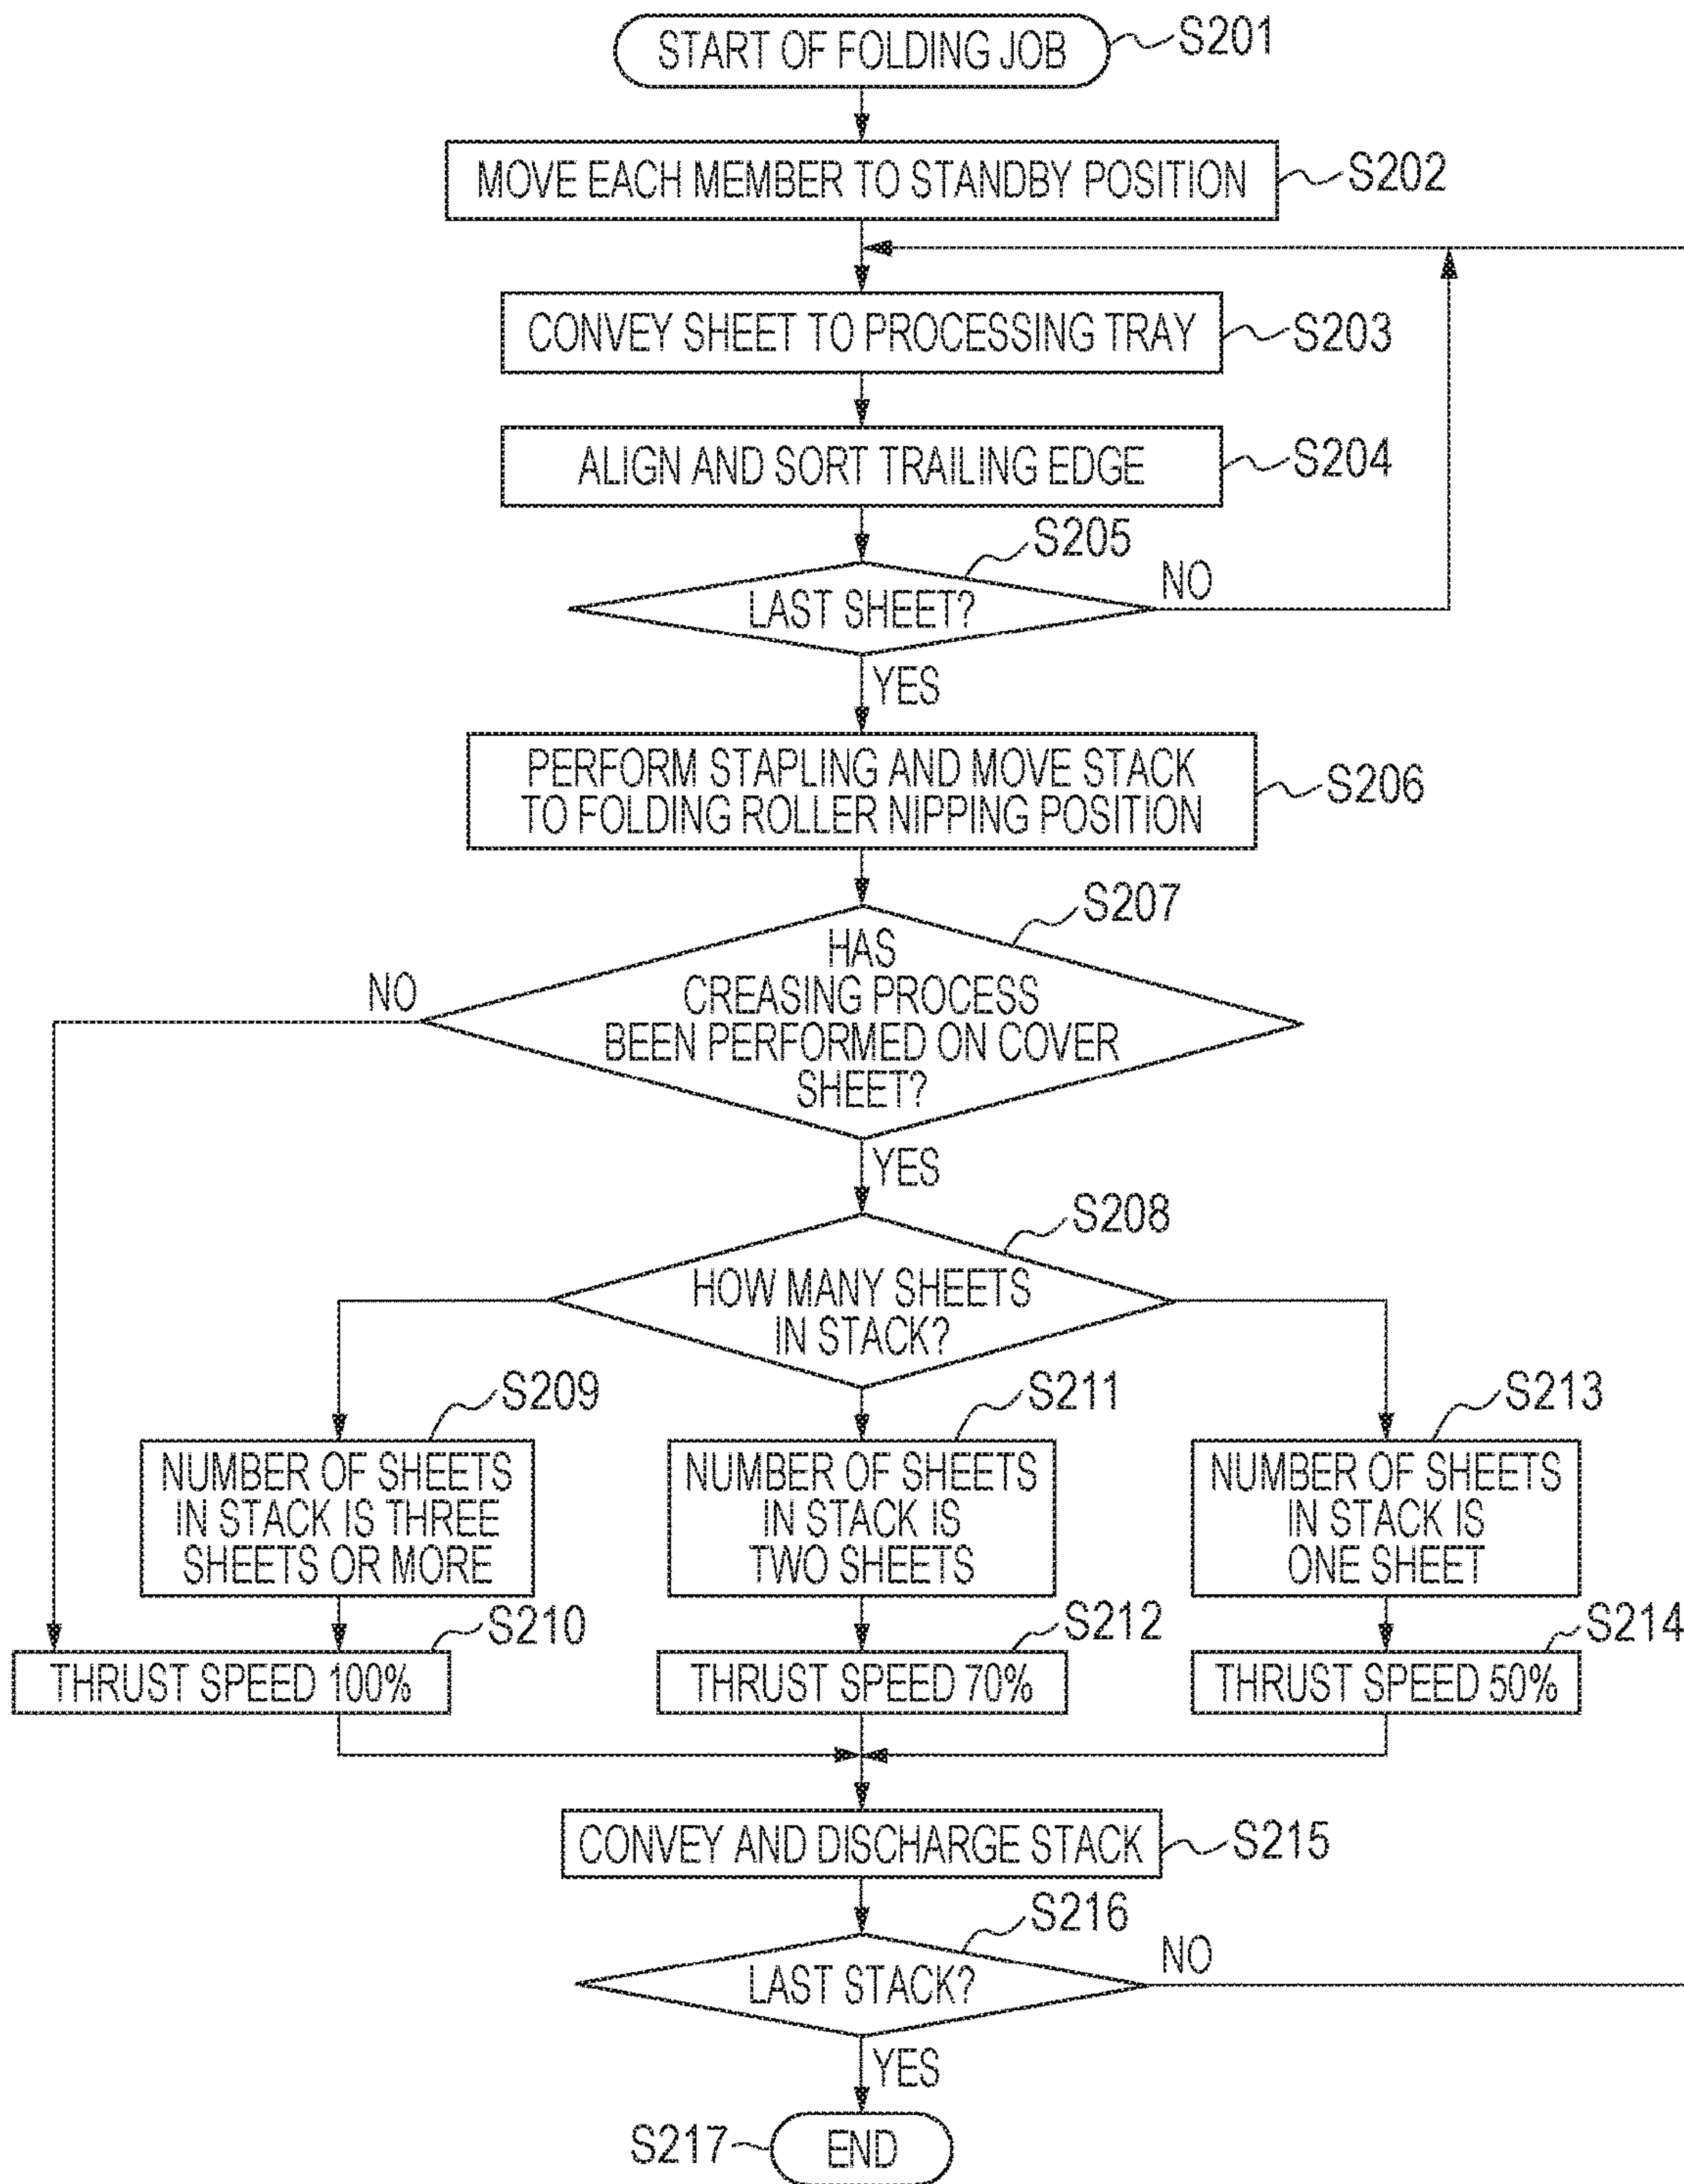 START OF FOLDING JOB
S201
MOVE EACH MEMBER TO STANDBY POSITION
S202
CONVEY SHEET TO PROCESSING TRAY
S203
ALIGN AND SORT TRAILING EDGE
S204
S205
LAST SHEET?
NO
YES
PERFORM STAPLING AND MOVE STACK
TO FOLDING ROLLER NIPPING POSITION
S206
S207
HAS
CREASING PROCESS
BEEN PERFORMED ON COVER
SHEET?
NO
YES
S208
HOW MANY SHEETS
IN STACK?
S209
NUMBER OF SHEETS
IN STACK IS THREE
SHEETS OR MORE
S211
NUMBER OF SHEETS
IN STACK IS
TWO SHEETS
S213
NUMBER OF SHEETS
IN STACK IS
ONE SHEET
S210
THRUST SPEED 100%
S212
THRUST SPEED 70%
S214
THRUST SPEED 50%
CONVEY AND DISCHARGE STACK
S215
S216
LAST STACK?
NO
YES
S217
END